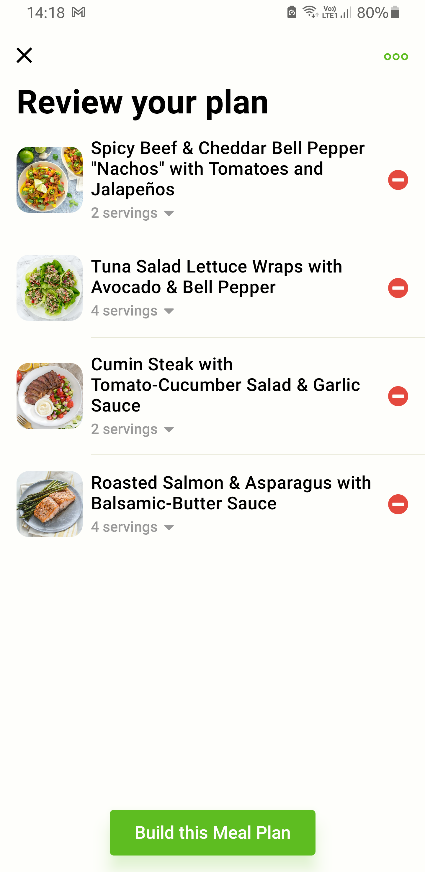 14:18
Vo)) LTE1 80%
Review your plan
Spicy Beef & Cheddar Bell Pepper
"Nachos" with Tomatoes and
Jalapeños
2 servings
Tuna Salad Lettuce Wraps with
Avocado & Bell Pepper
4 servings
Cumin Steak with
Tomato-Cucumber Salad & Garlic
Sauce
2 servings
Roasted Salmon & Asparagus with
Balsamic-Butter Sauce
4 servings
Build this Meal Plan